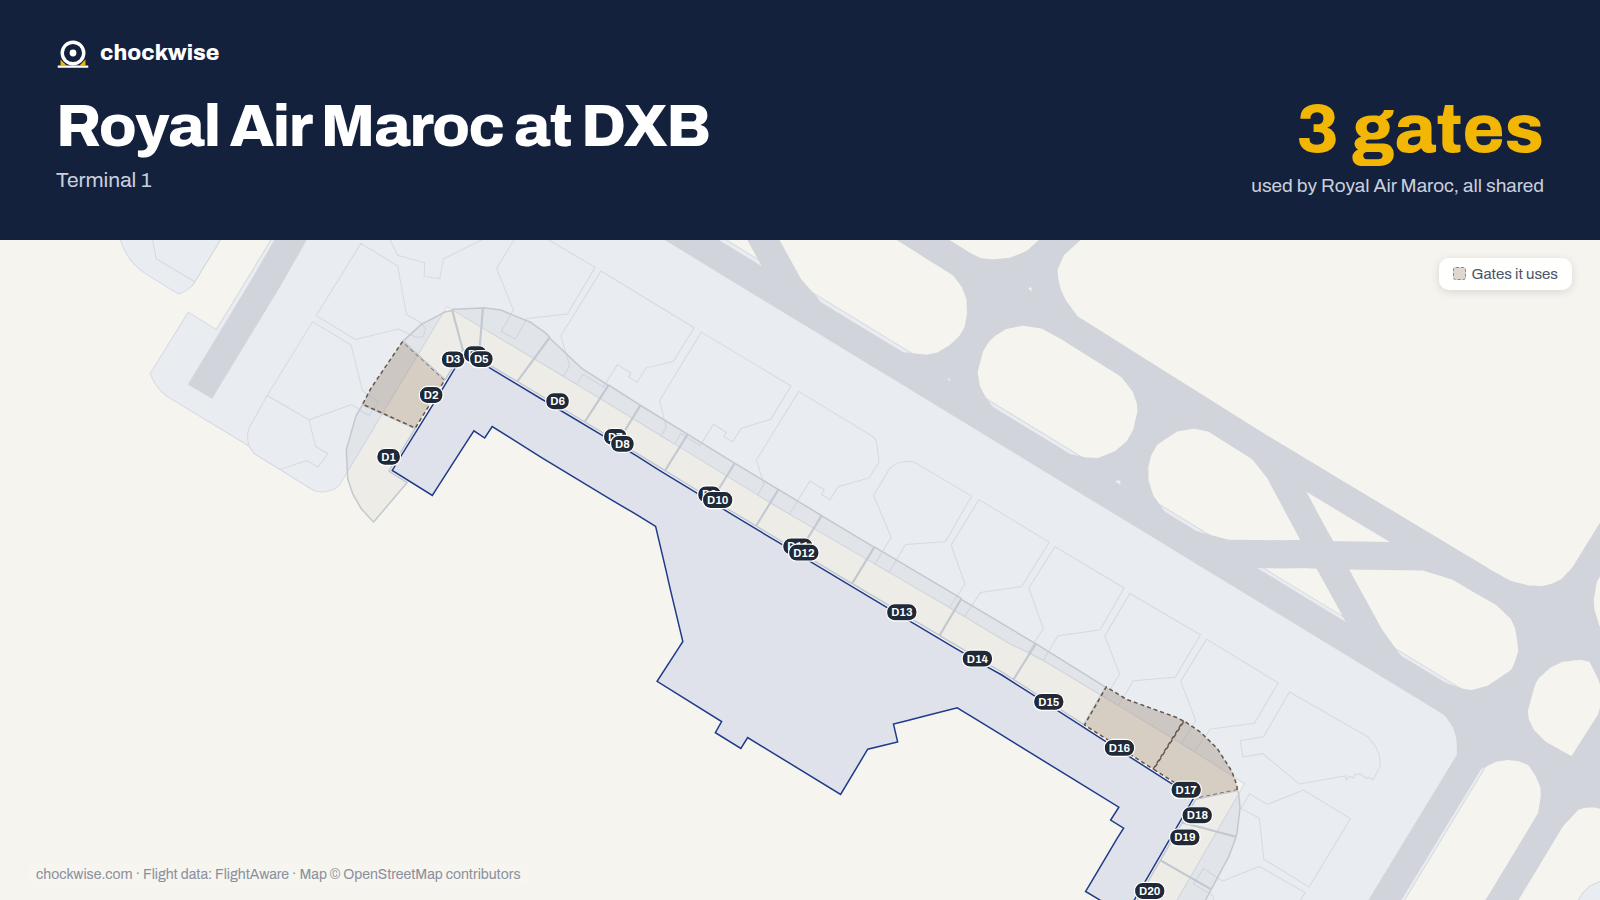 chockwise
Royal Air Maroc at DXB
Terminal 1
3 gates
used by Royal Air Maroc, all shared
Gates it uses
D3
D5
D2
D6
D8
D1
D10
D12
D13
D14
D15
D16
D17
D18
D19
D20
chockwise.com · Flight data: FlightAware · Map © OpenStreetMap contributors